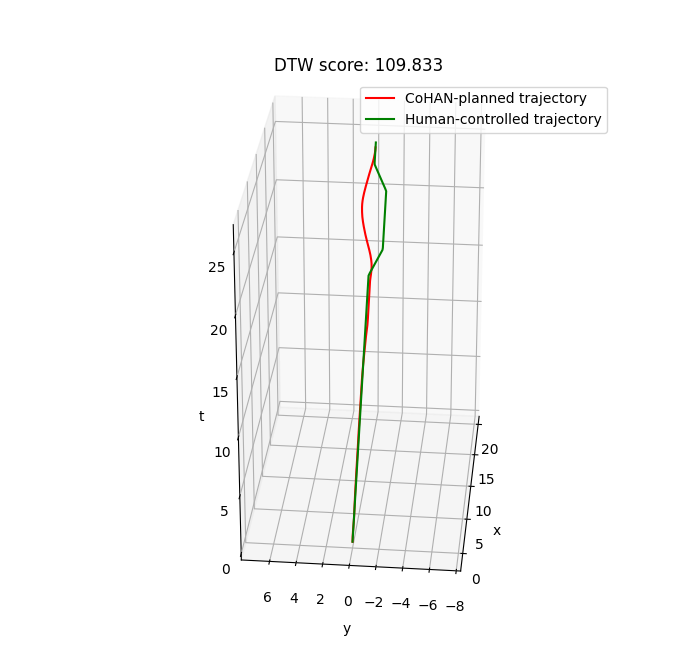 DTW score: 109.833
CoHAN-planned trajectory
Human-controlled trajectory
25
20
15
10
5
0
t
20
15
10
5
0
x
6 4 2 0 −2 −4 −6 −8
y